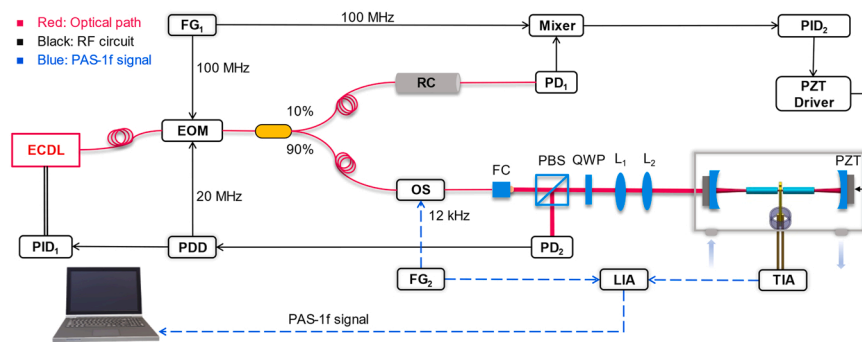 Red: Optical path
Black: RF circuit
Blue: PAS-1f signal
FG1
100 MHz
Mixer
PID2
100 MHz
RC
PD1
PZT
Driver
10%
ECDL
EOM
90%
FC
PBS
QWP
L1
L2
PZT
20 MHz
OS
12 kHz
PID1
PDD
PD2
FG2
LIA
TIA
PAS-1f signal